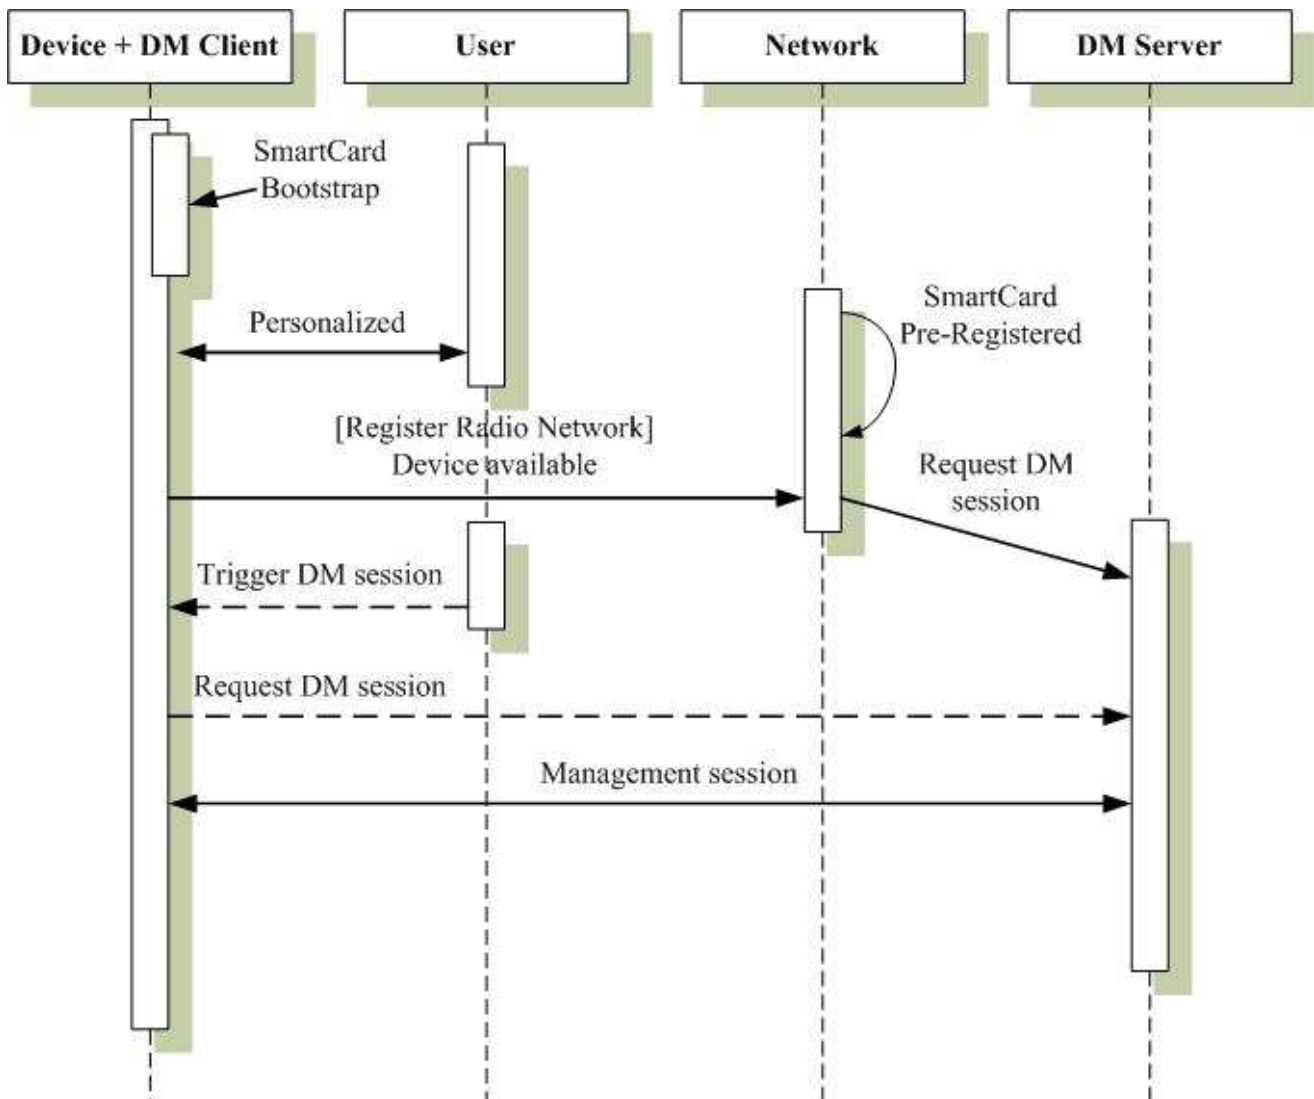 Device + DM Client
User
Network
DM Server
SmartCard
Bootstrap
SmartCard
Pre-Registered
Personalized
[Register Radio Network]
Device available
Request DM
session
Trigger DM session
Request DM session
Management session